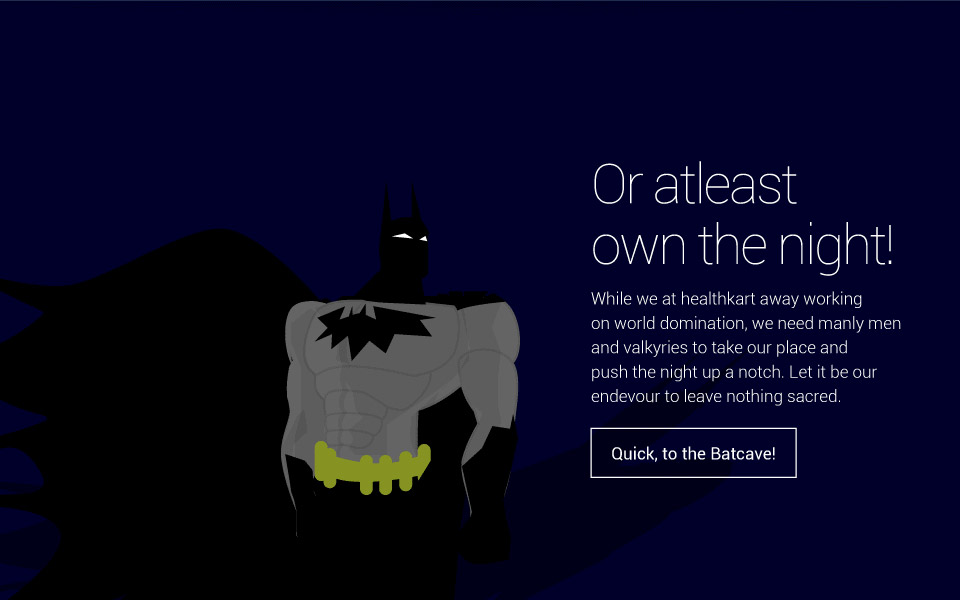 Or atleast
own the night!
While we at healthkart away working
on world domination, we need manly men
and valkyries to take our place and
push the night up a notch. Let it be our
endevour to leave nothing sacred.
Quick, to the Batcave!